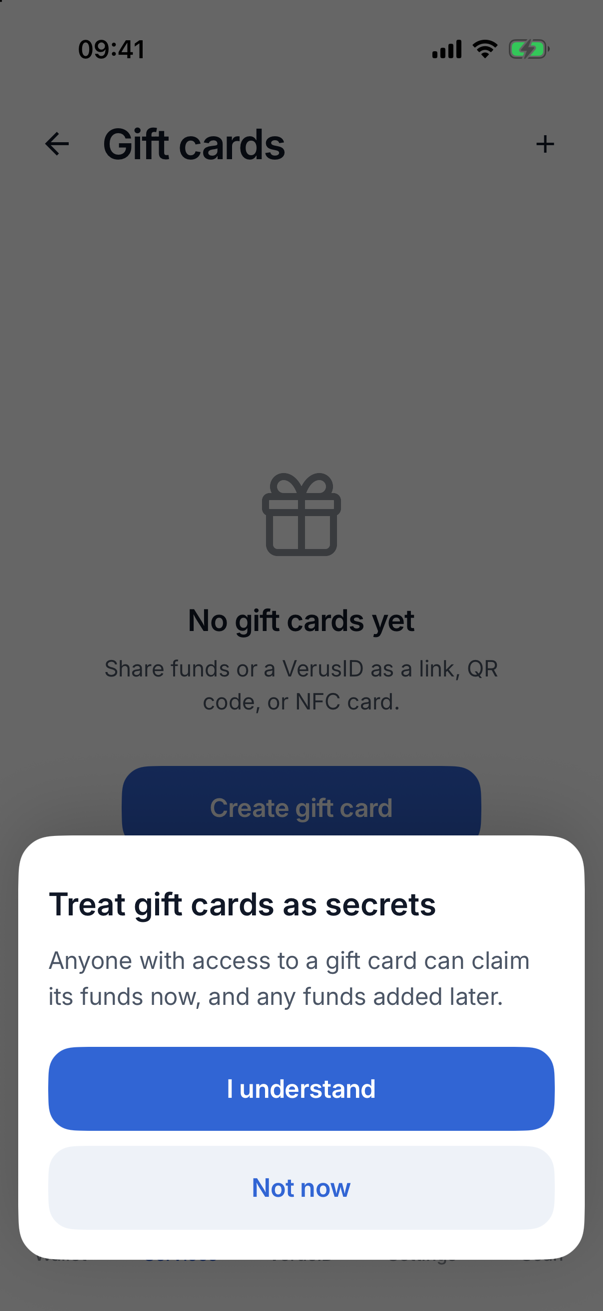 09:41
Gift cards
No gift cards yet
Share funds or a VerusID as a link, QR
code, or NFC card.
Create gift card
Treat gift cards as secrets
Anyone with access to a gift card can claim
its funds now, and any funds added later.
I understand
Not now